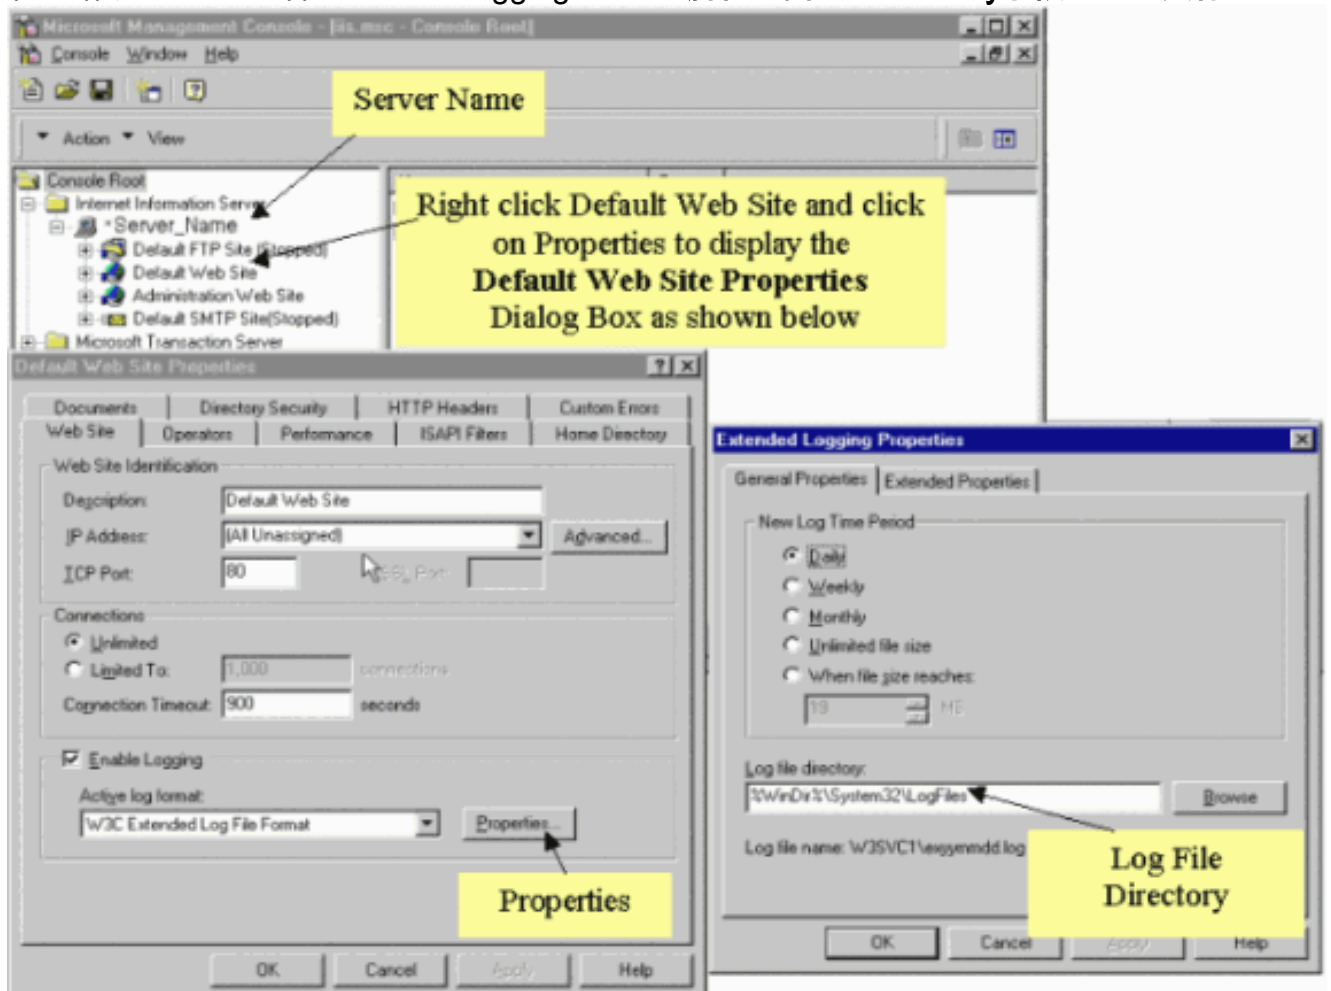 Microsoft Management Console - [iis.msc - Console Root]
Console Window Help
Server Name
Action View
Console Root
Internet Information Server
Right click Default Web Site and click
on Properties to display the
Default Web Site Properties
Dialog Box as shown below
*Server_Name
Default FTP Site (Stopped)
Default Web Site
Administration Web Site
Default SMTP Site(Stopped)
Microsoft Transaction Server
Default Web Site Properties
Documents Directory Security HTTP Headers Custom Errors
Web Site Operators Performance ISAPI Filters Home Directory
Web Site Identification
Description: Default Web Site
IP Address: (All Unassigned) Advanced...
TCP Port: 80 SSL Port:
Connections
Unlimited
Limited To: 1,000 connections
Connection Timeout: 900 seconds
Enable Logging
Active log format:
W3C Extended Log File Format Properties...
Properties
OK Cancel Apply Help
Extended Logging Properties
General Properties Extended Properties
New Log Time Period
Daily
Weekly
Monthly
Unlimited file size
When file size reaches:
19 MB
Log file directory:
%WinDir%\System32\LogFiles Browse
Log file name: W3SVC1\exyymmdd.log
Log File
Directory
OK Cancel Apply Help